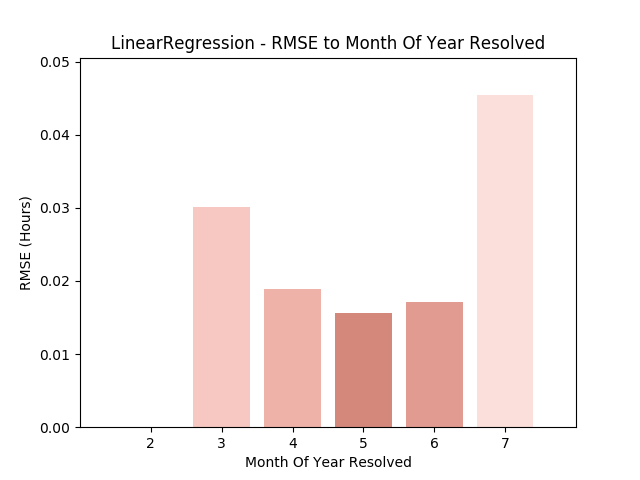 LinearRegression - RMSE to Month Of Year Resolved
0.05
0.04
0.03
0.02
0.01
0.00
RMSE (Hours)
2 3 4 5 6 7
Month Of Year Resolved